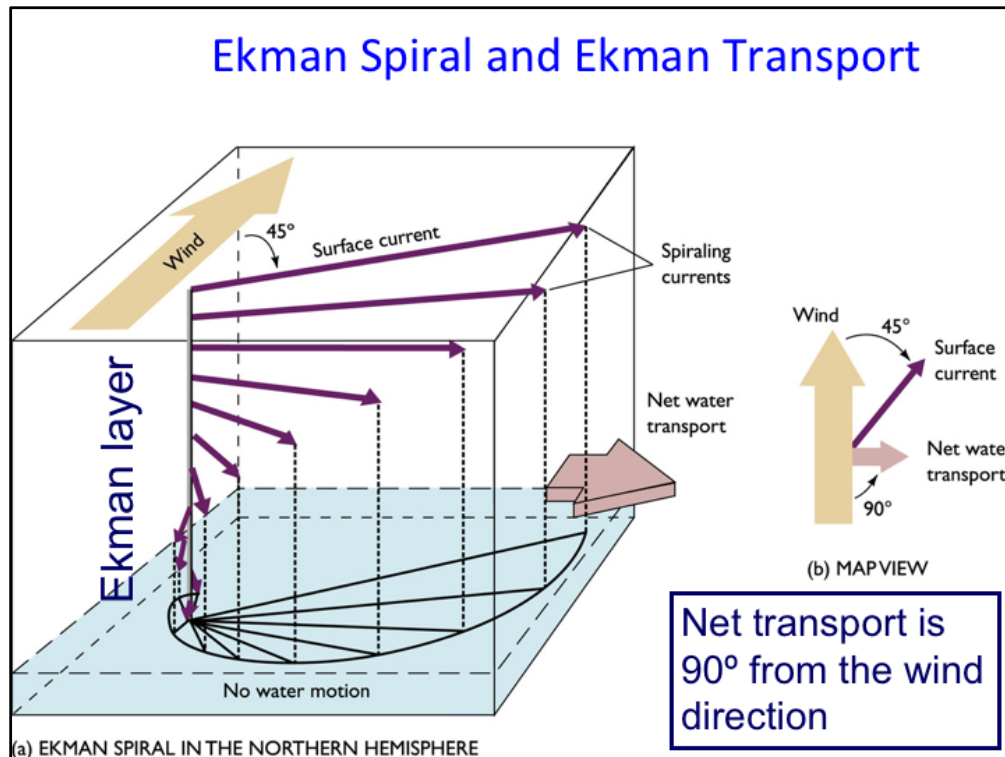 Ekman Spiral and Ekman Transport
Wind
45°
Surface current
Spiraling
currents
Ekman layer
Net water
transport
No water motion
(a) EKMAN SPIRAL IN THE NORTHERN HEMISPHERE
Wind
45°
Surface
current
Net water
transport
90°
(b) MAP VIEW
Net transport is
90º from the wind
direction